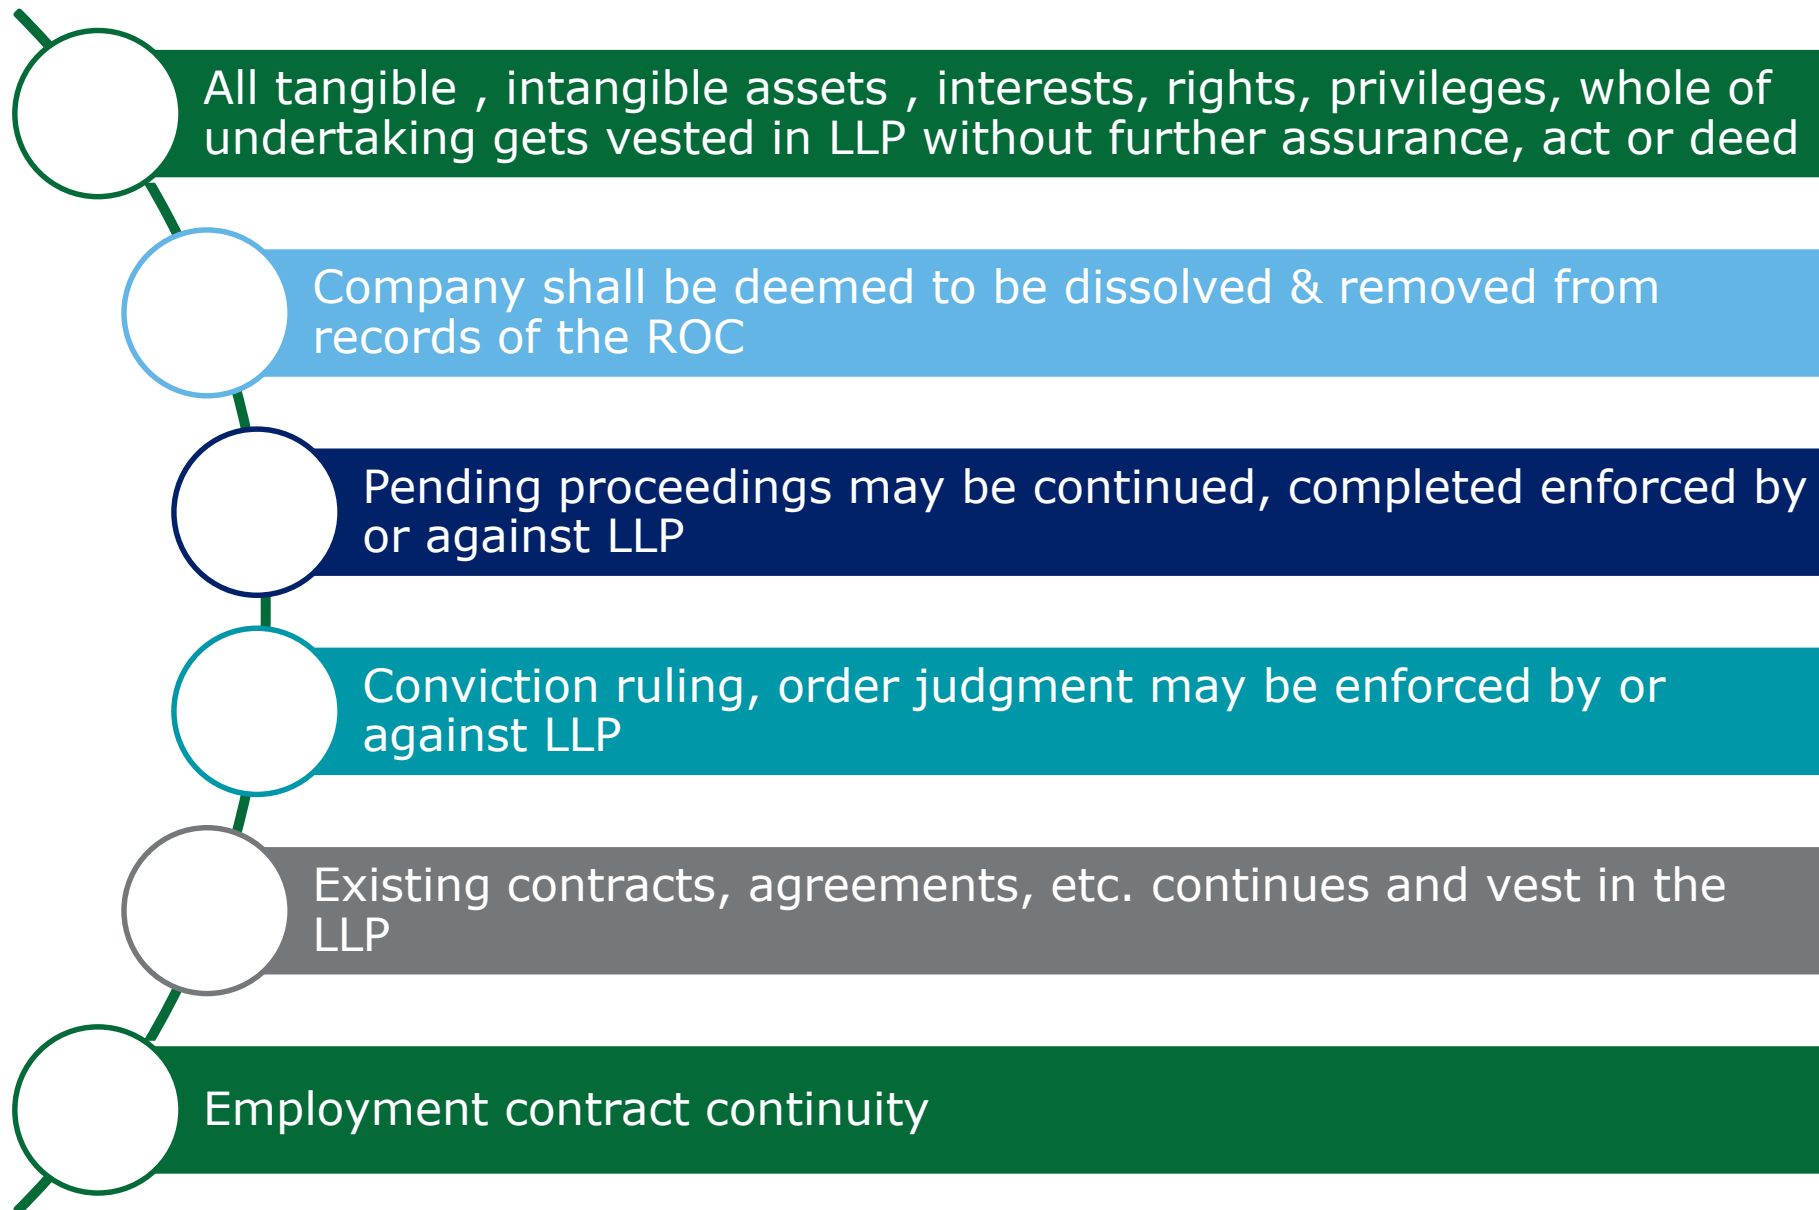 All tangible , intangible assets , interests, rights, privileges, whole of
undertaking gets vested in LLP without further assurance, act or deed
Company shall be deemed to be dissolved & removed from
records of the ROC
Pending proceedings may be continued, completed enforced by
or against LLP
Conviction ruling, order judgment may be enforced by or
against LLP
Existing contracts, agreements, etc. continues and vest in the
LLP
Employment contract continuity